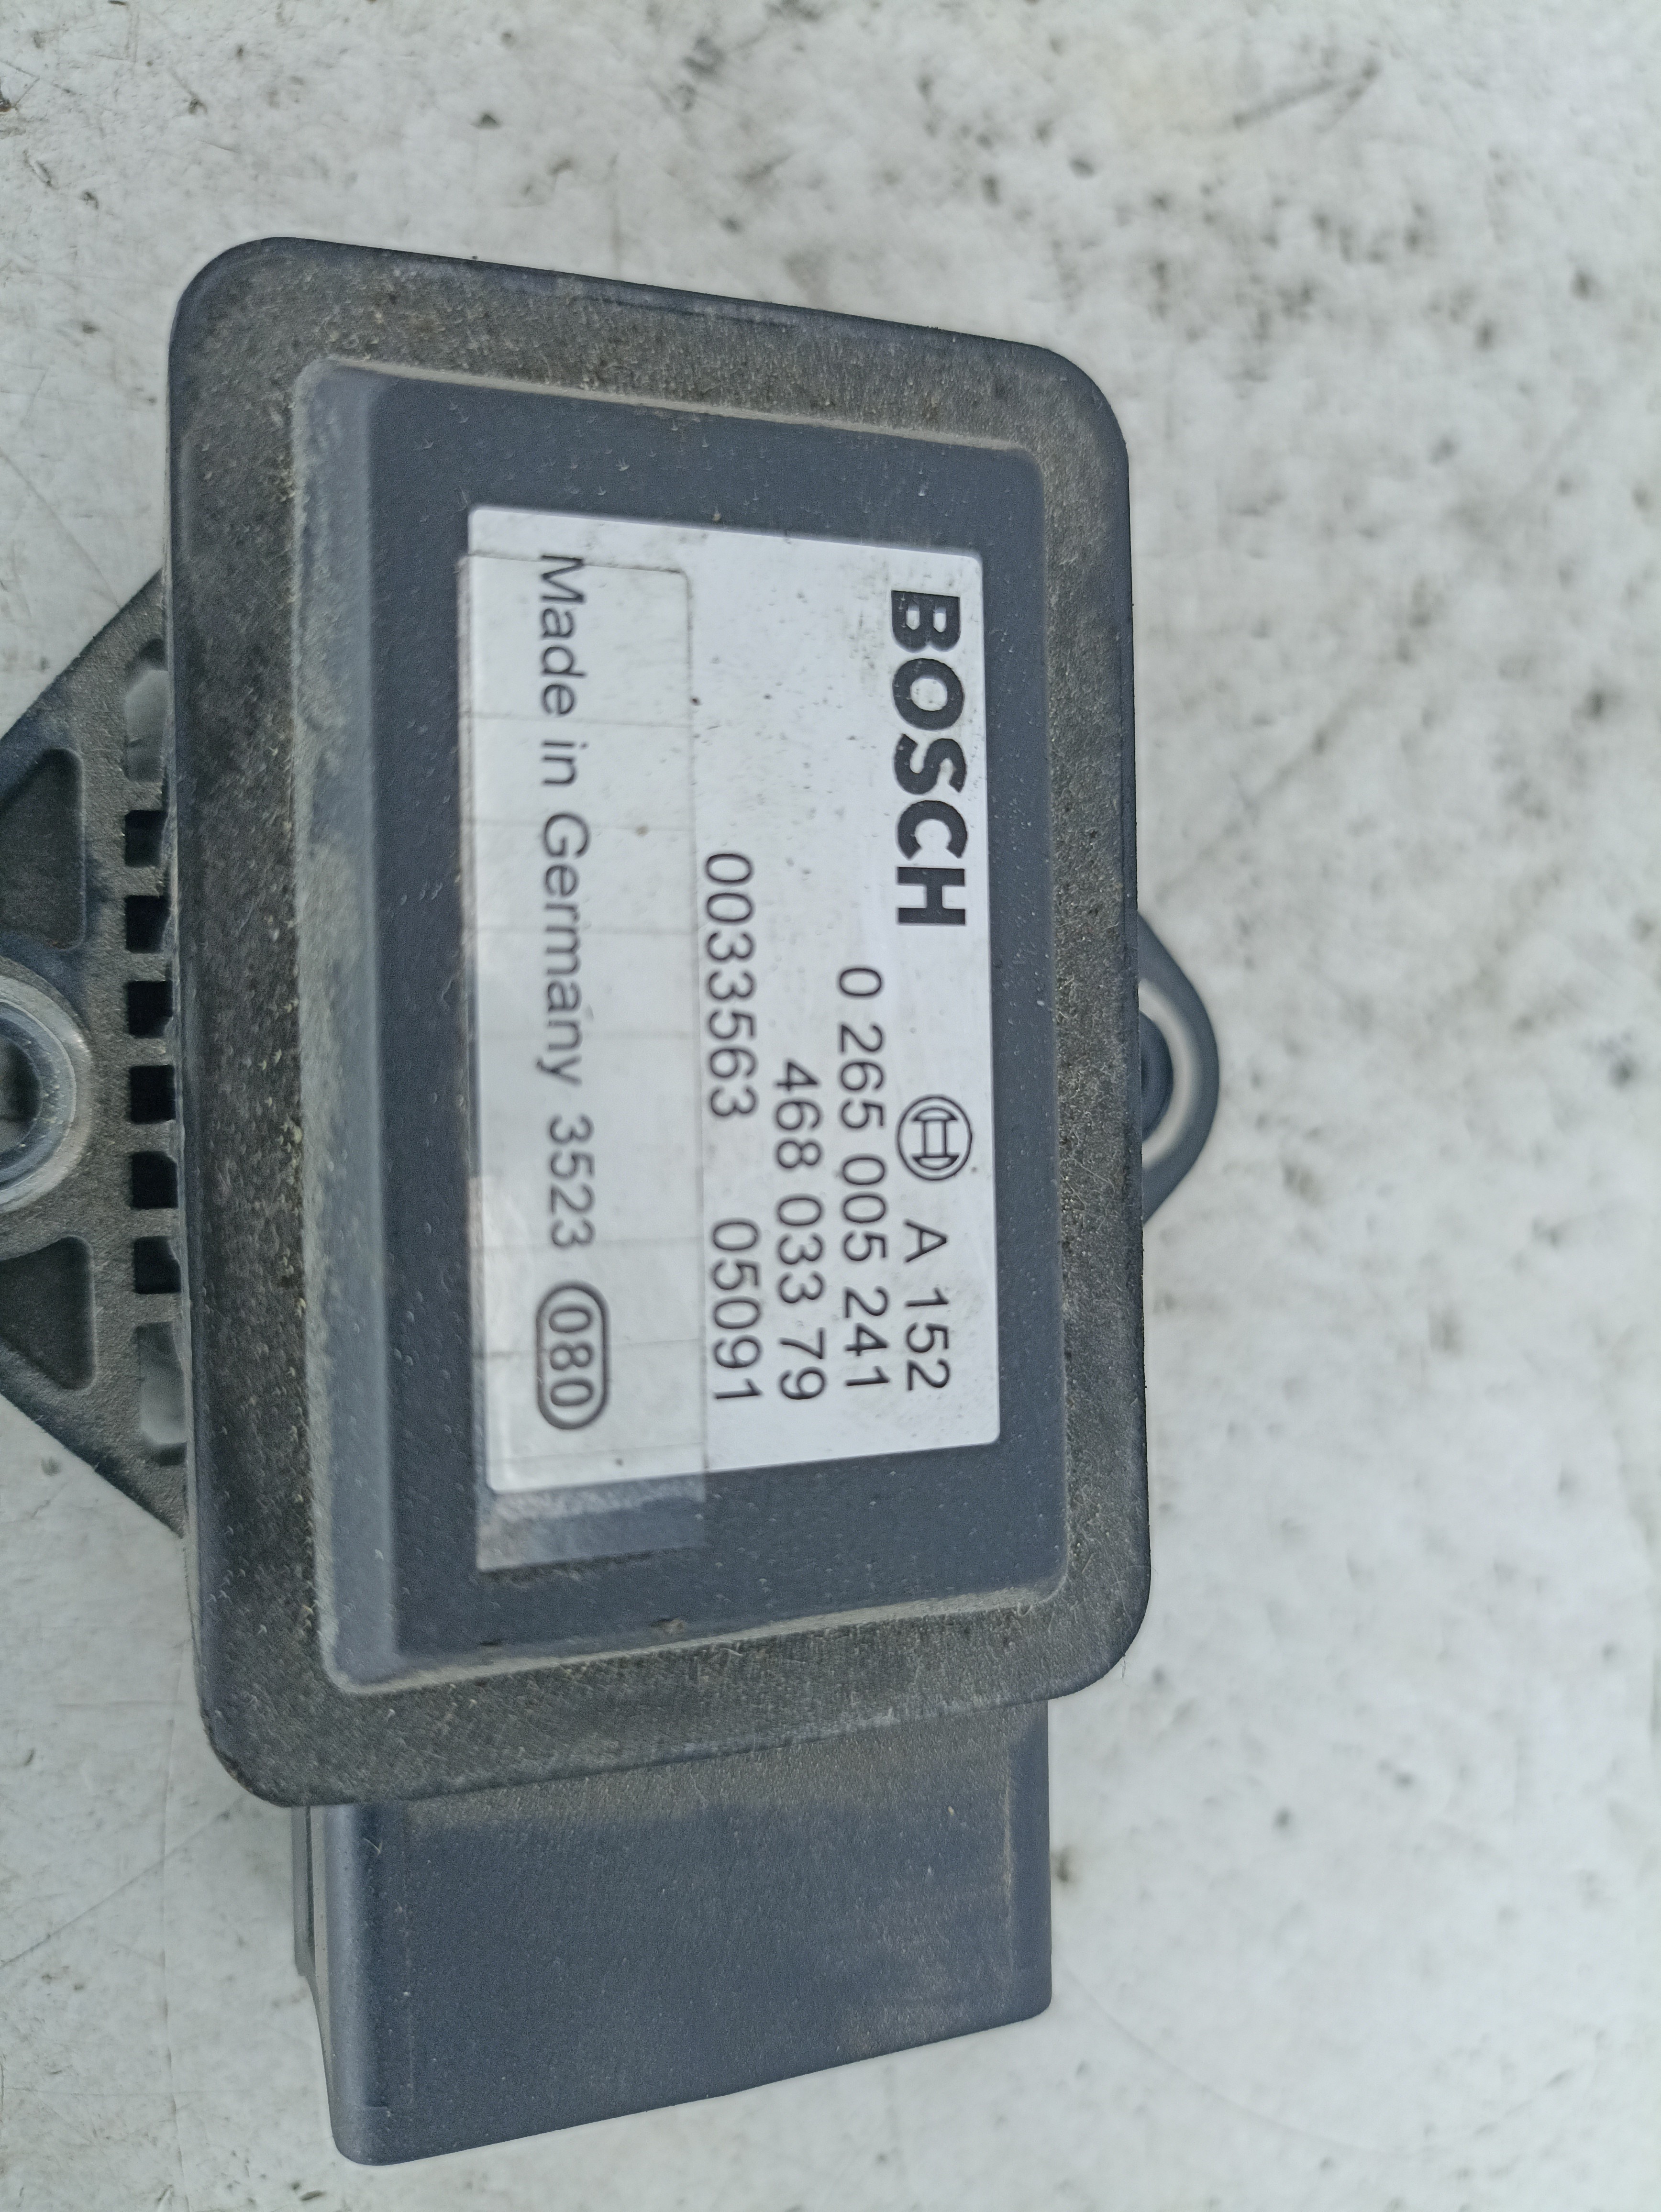 BOSCH A 152
0 265 005 241
468 033 79
0033563 05091
Made in Germany 3523 080